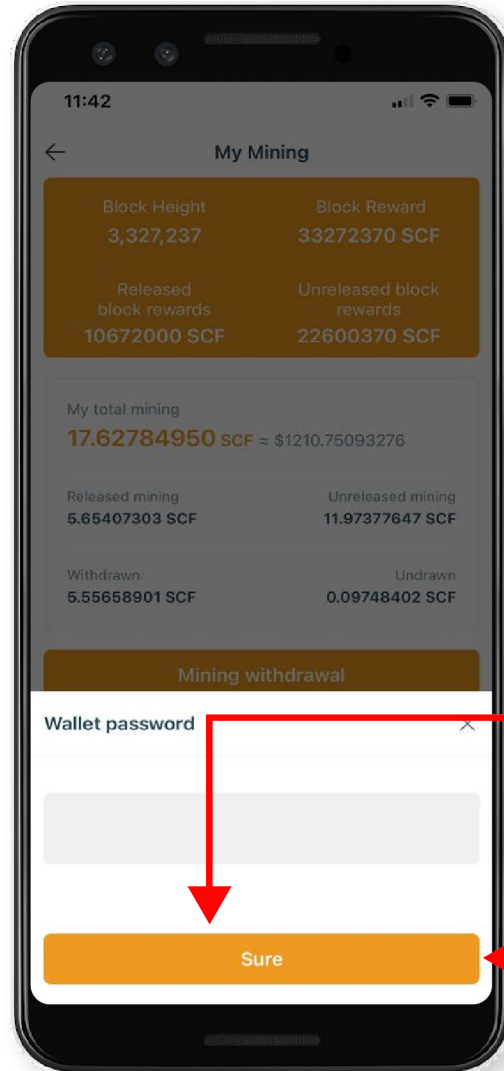 11:42
My Mining
Block Height
Block Reward
3,327,237
33272370 SCF
Released
block rewards
Unreleased block
rewards
10672000 SCF
22600370 SCF
My total mining
17.62784950 SCF ≈ $1210.75093276
Released mining
Unreleased mining
5.65407303 SCF
11.97377647 SCF
Withdrawn
Undrawn
5.55658901 SCF
0.09748402 SCF
Mining withdrawal
Wallet password
Sure